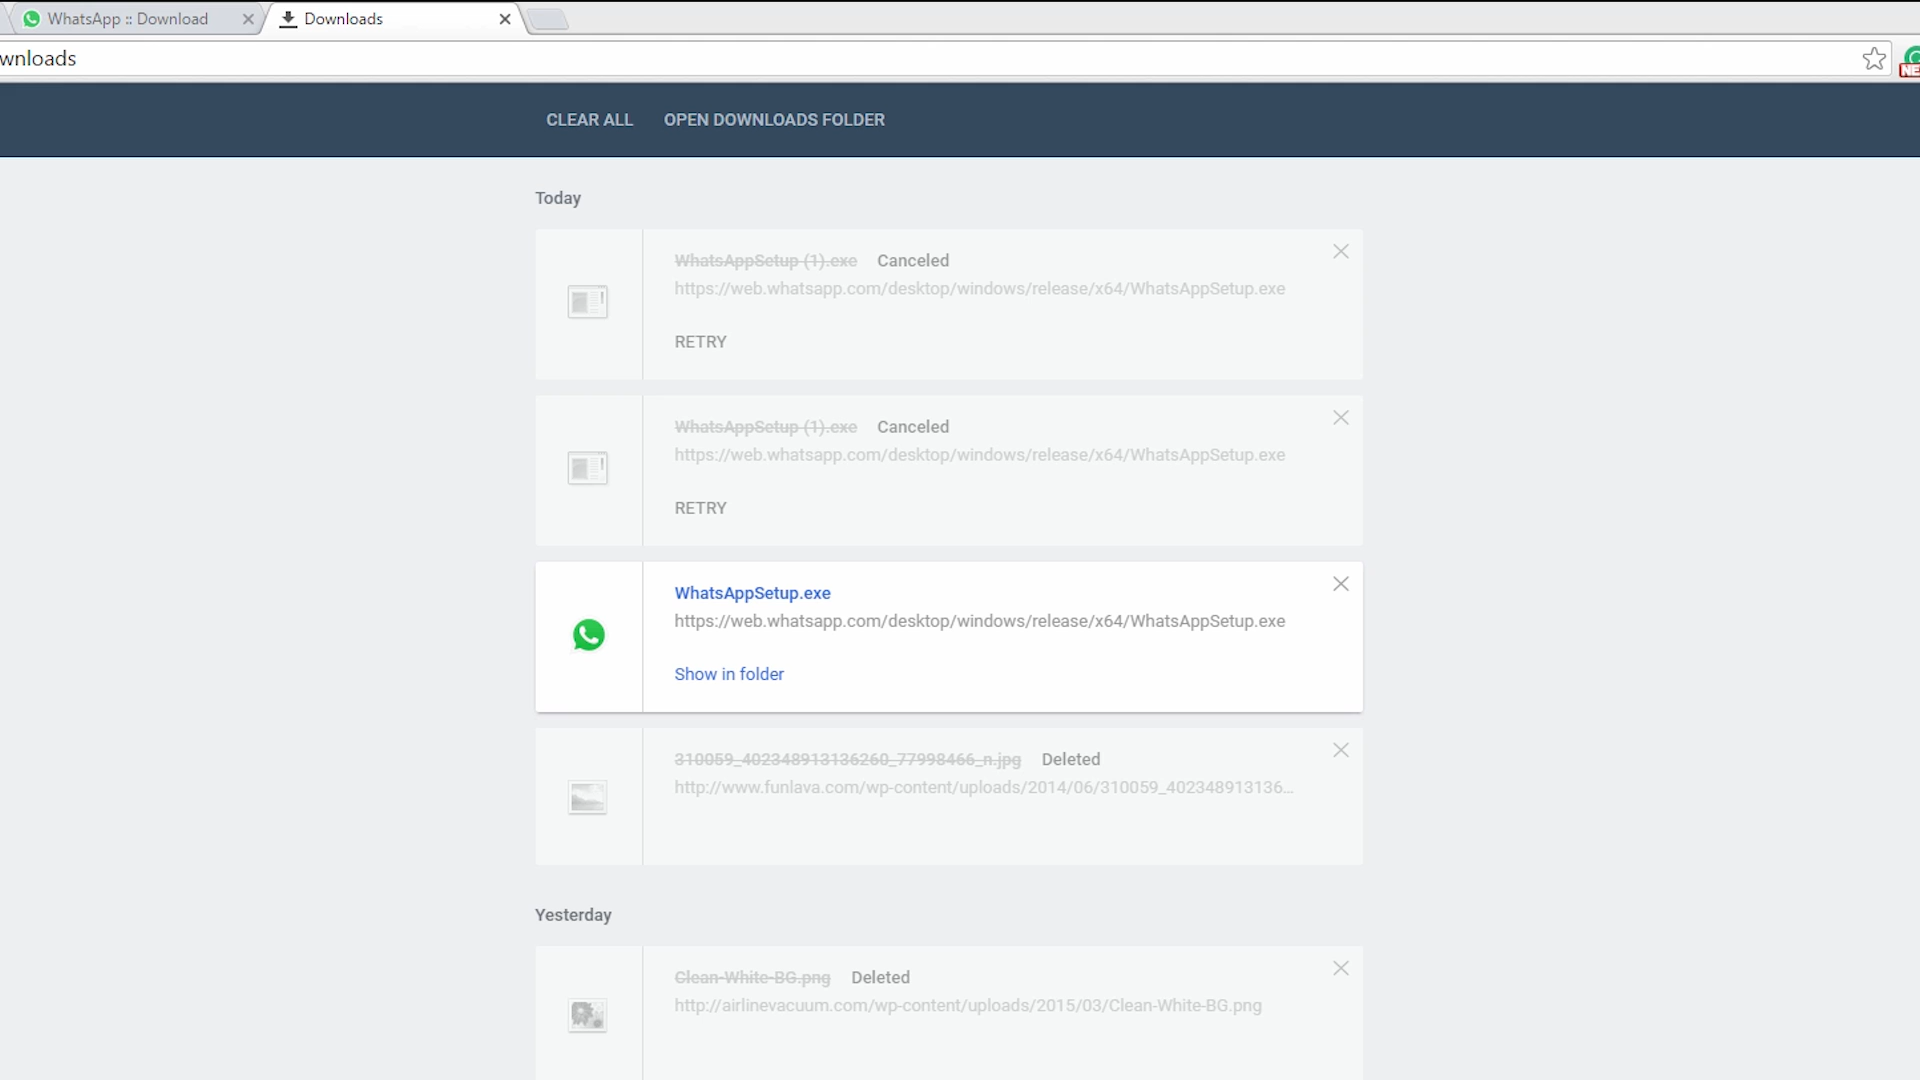 WhatsApp :: Download
Downloads
wnloads
NE
CLEAR ALL OPEN DOWNLOADS FOLDER
Today
WhatsAppSetup (1).exe Canceled
https://web.whatsapp.com/desktop/windows/release/x64/WhatsAppSetup.exe
RETRY
WhatsAppSetup (1).exe Canceled
https://web.whatsapp.com/desktop/windows/release/x64/WhatsAppSetup.exe
RETRY
WhatsAppSetup.exe
https://web.whatsapp.com/desktop/windows/release/x64/WhatsAppSetup.exe
Show in folder
310059_402348913136260_77998466_n.jpg Deleted
http://www.funlava.com/wp-content/uploads/2014/06/310059_402348913136...
Yesterday
Clean-White-BG.png Deleted
http://airlinevacuum.com/wp-content/uploads/2015/03/Clean-White-BG.png